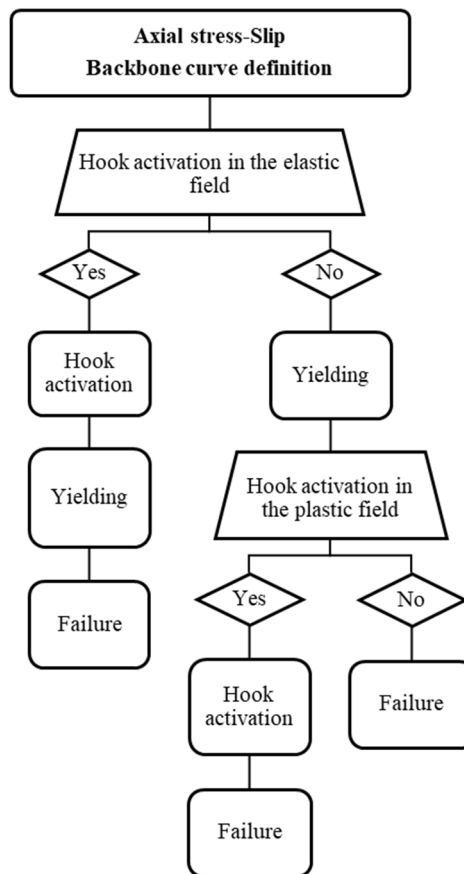 Axial stress-Slip
Backbone curve definition
Hook activation in the elastic
field
Yes
No
Hook
activation
Yielding
Yielding
Hook activation in
the plastic field
Failure
Yes
No
Hook
activation
Failure
Failure